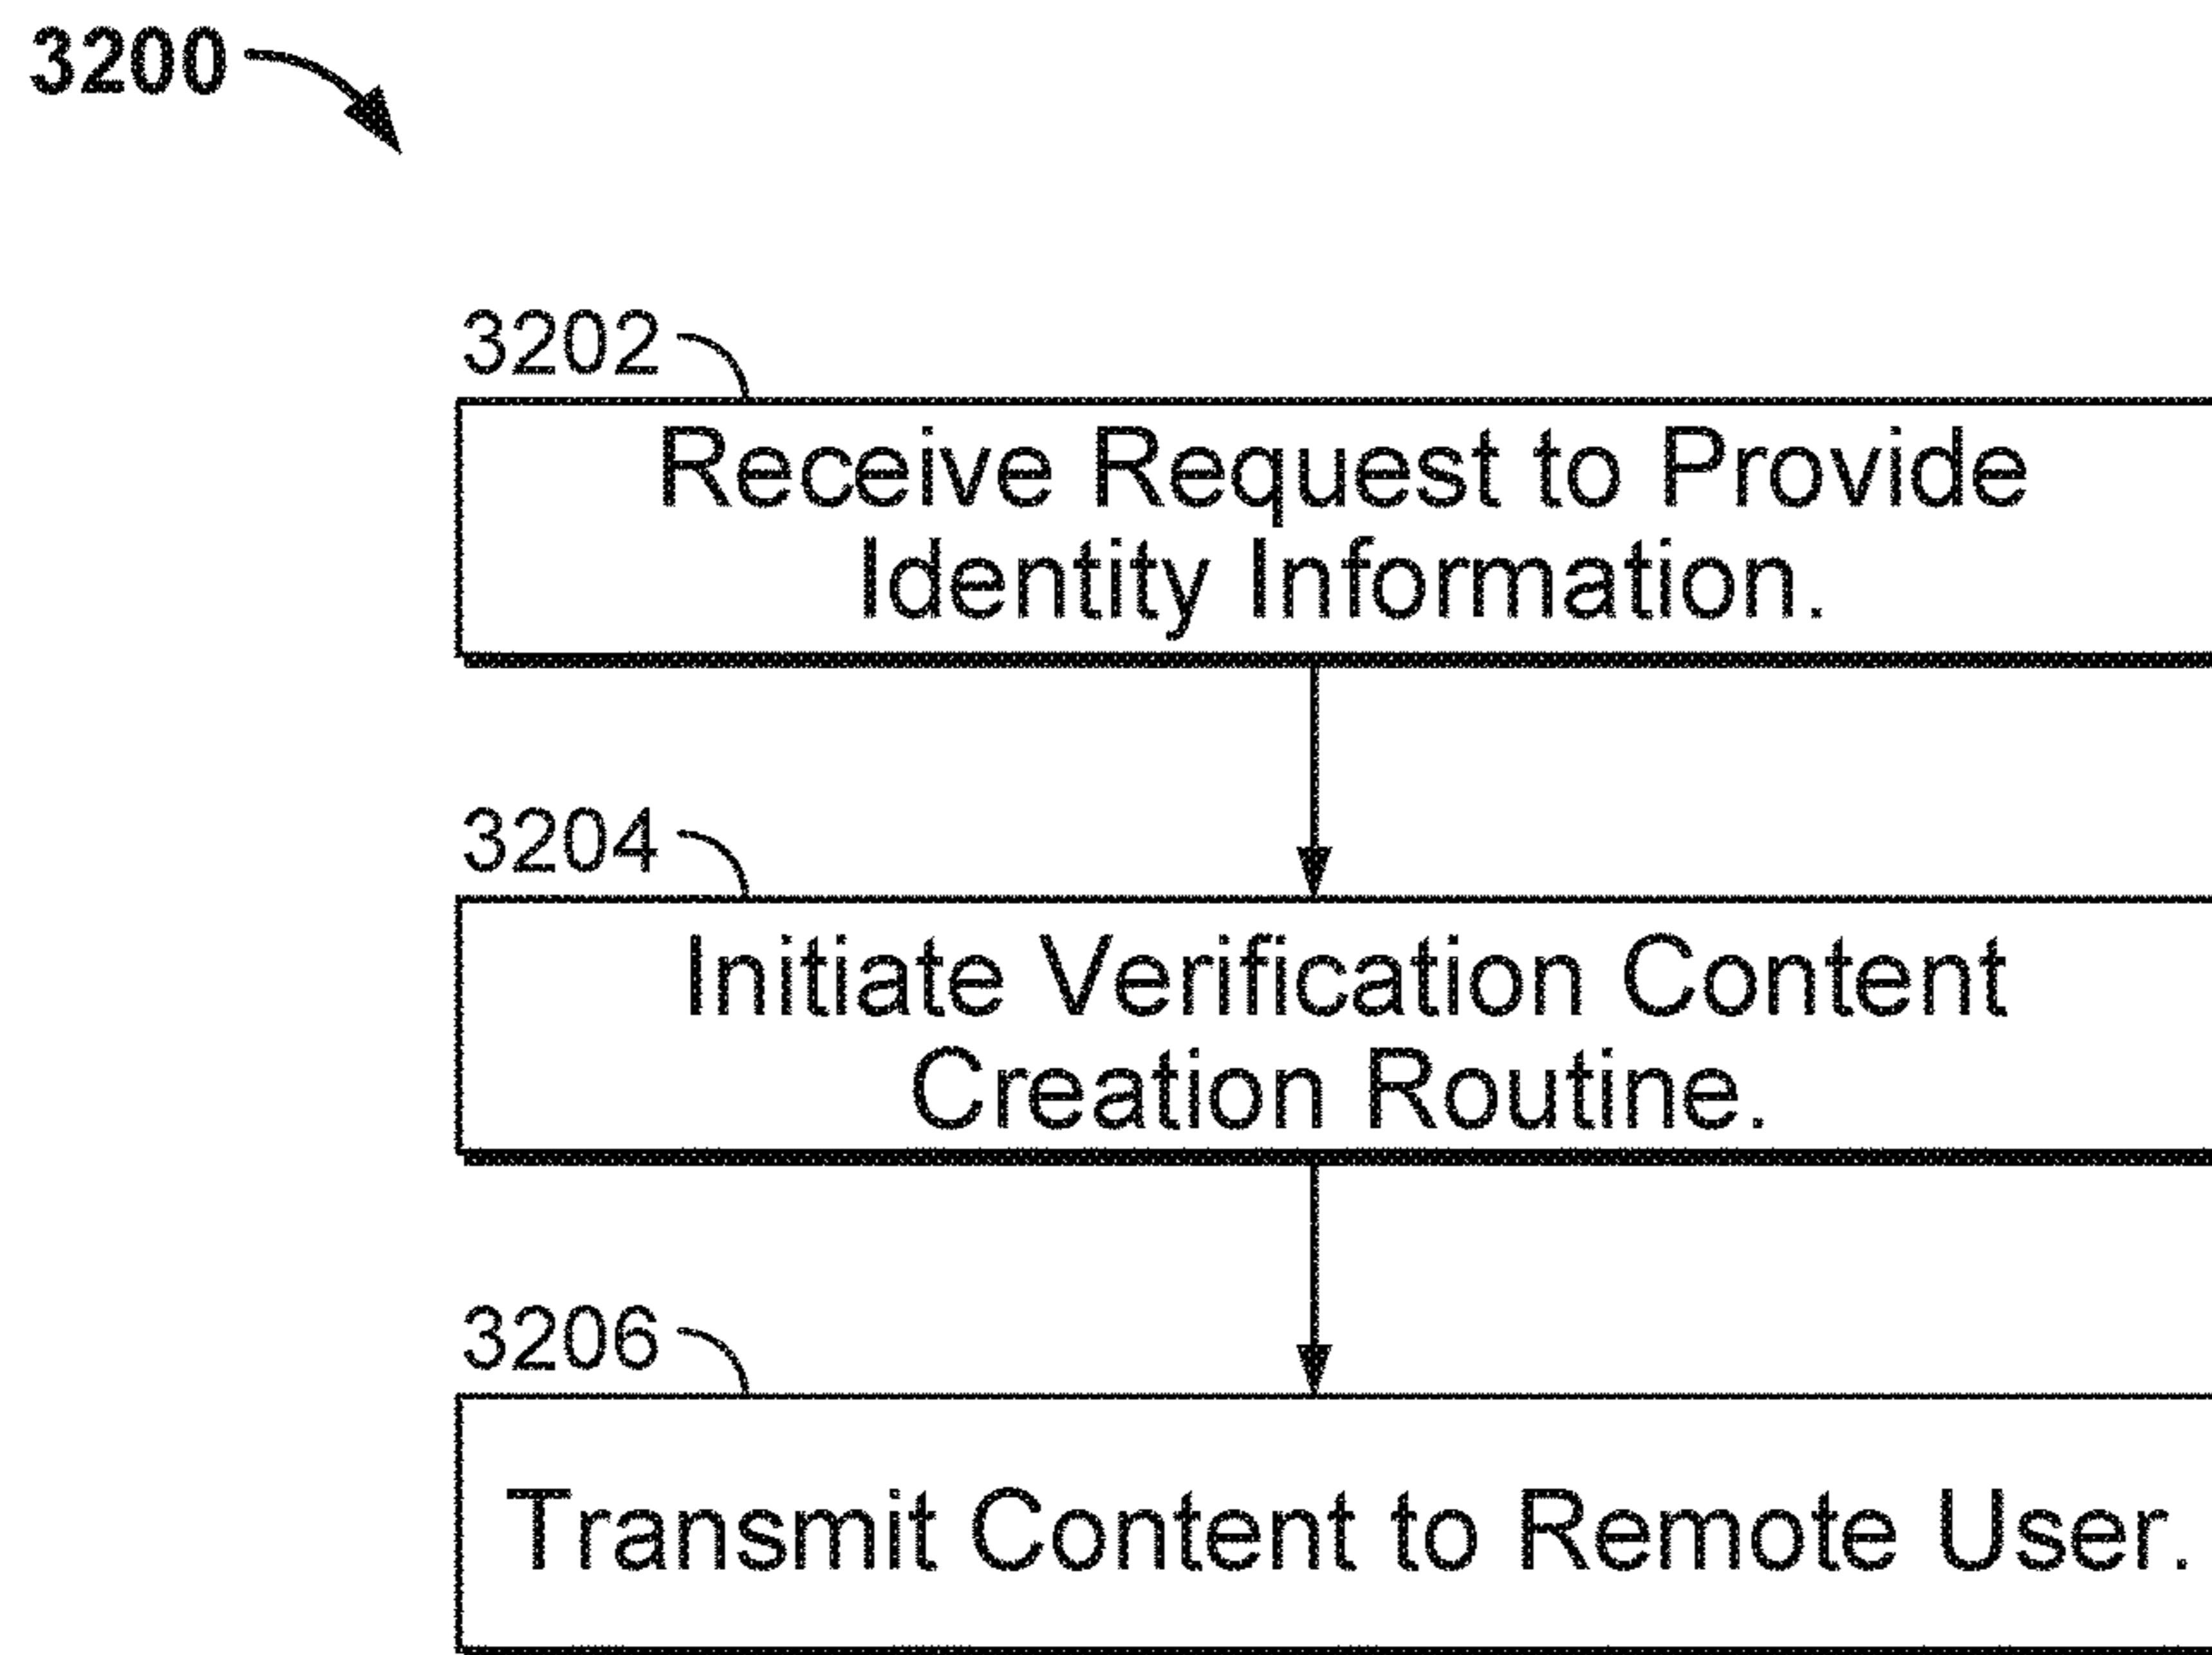 3200
3202
Receive Request to Provide
Identity Information.
3204
Initiate Verification Content
Creation Routine.
3206
Transmit Content to Remote User.